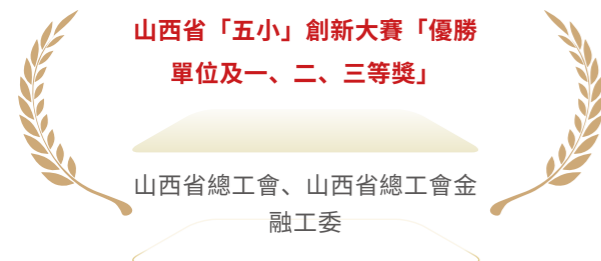 山西省「五小」創新大賽「優勝
單位及一、二、三等獎」
山西省總工會、山西省總工會金
融工委